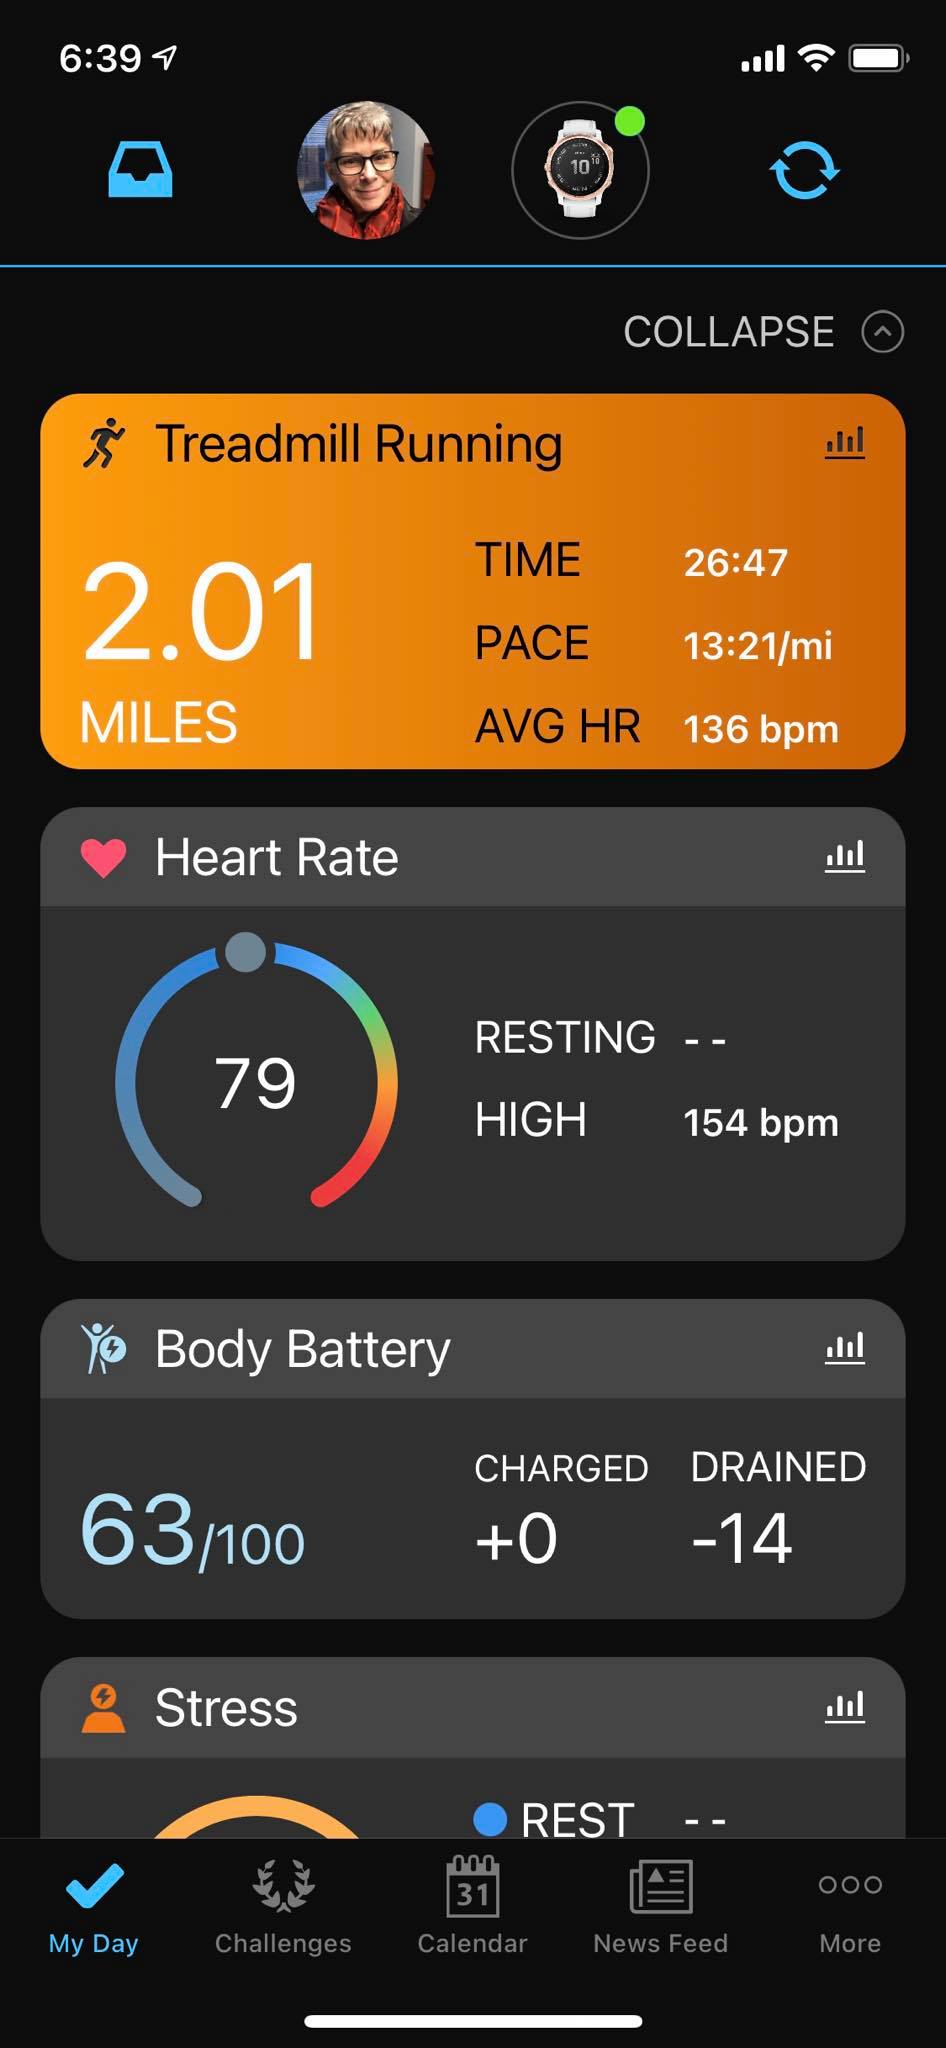 6:39
10
COLLAPSE
Treadmill Running
2.01
MILES
TIME 26:47
PACE 13:21/mi
AVG HR 136 bpm
Heart Rate
79
RESTING --
HIGH 154 bpm
Body Battery
63/100
CHARGED DRAINED
+0 -14
Stress
REST --
31
My Day Challenges Calendar News Feed More